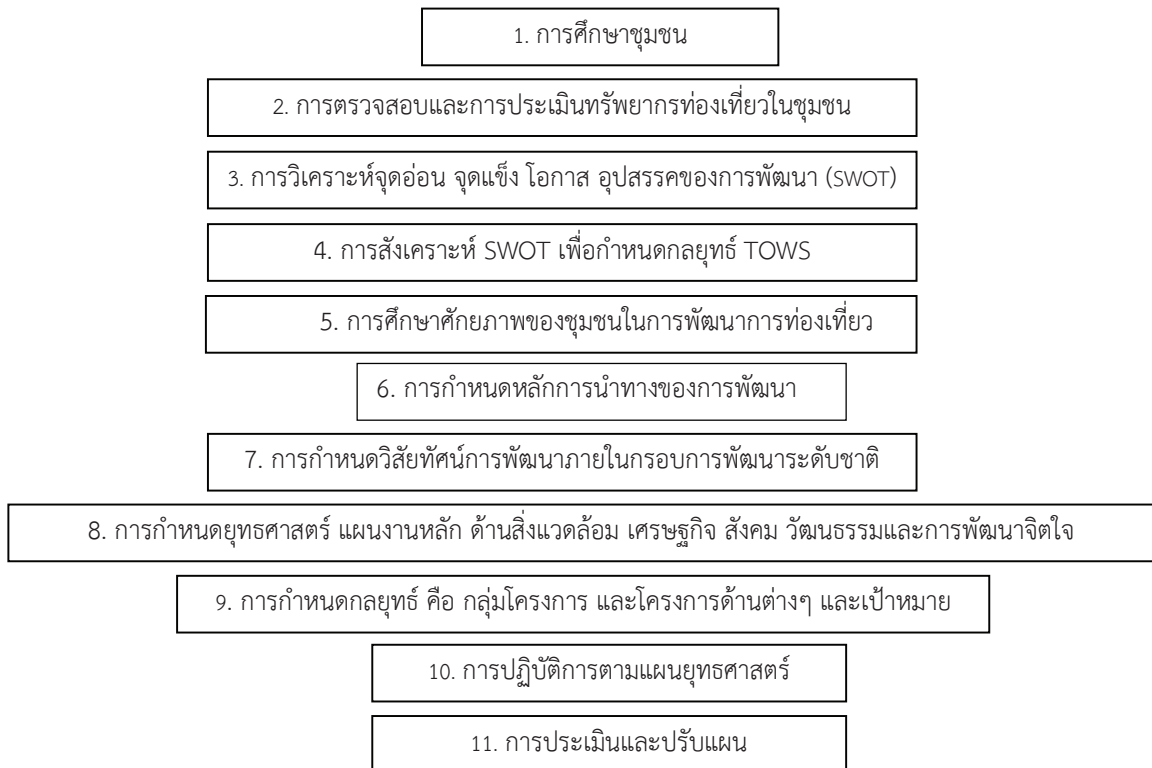 1. การศึกษาชุมชน
2. การตรวจสอบและการประเมินทรัพยากรท่องเที่ยวในชุมชน
3. การวิเคราะห์จุดอ่อน จุดแข็ง โอกาส อุปสรรคของการพัฒนา (SWOT)
4. การสังเคราะห์ SWOT เพื่อกำหนดกลยุทธ์ TOWS
5. การศึกษาศักยภาพของชุมชนในการพัฒนาการท่องเที่ยว
6. การกำหนดหลักการนำทางของการพัฒนา
7. การกำหนดวิสัยทัศน์การพัฒนาภายในกรอบการพัฒนาระดับชาติ
8. การกำหนดยุทธศาสตร์ แผนงานหลัก ด้านสิ่งแวดล้อม เศรษฐกิจ สังคม วัฒนธรรมและการพัฒนาจิตใจ
9. การกำหนดกลยุทธ์ คือ กลุ่มโครงการ และโครงการด้านต่างๆ และเป้าหมาย
10. การปฏิบัติการตามแผนยุทธศาสตร์
11. การประเมินและปรับแผน